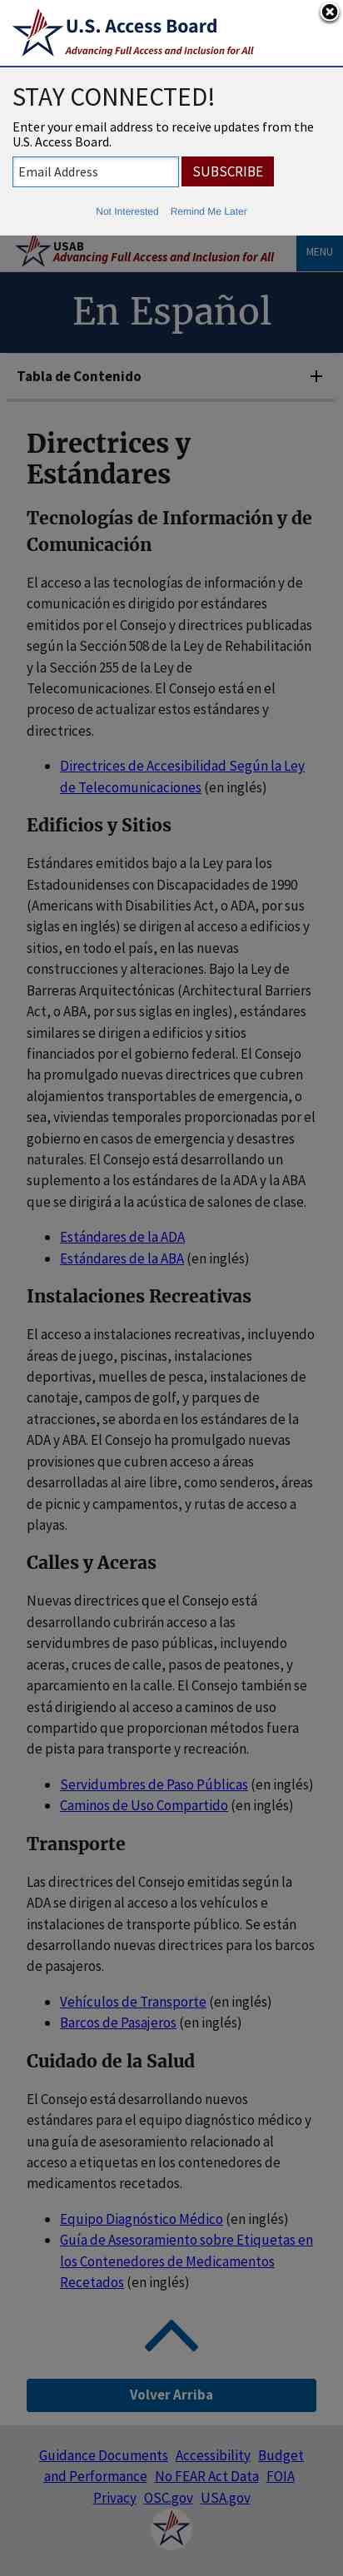 U.S. Access Board
Advancing Full Access and Inclusion for All
STAY CONNECTED!
Enter your email address to receive updates from the
U.S. Access Board.
Email Address
SUBSCRIBE
Not Interested
Remind Me Later
USAB
Advancing Full Access and Inclusion for All
MENU
En Español
Tabla de Contenido
+
Directrices y
Estándares
Tecnologías de Información y de
Comunicación
El acceso a las tecnologías de información y de
comunicación es dirigido por estándares
emitidos por el Consejo y directrices publicadas
según la Sección 508 de la Ley de Rehabilitación
y la Sección 255 de la Ley de
Telecomunicaciones. El Consejo está en el
proceso de actualizar estos estándares y
directrices.
Directrices de Accesibilidad Según la Ley
de Telecomunicaciones (en inglés)
Edificios y Sitios
Estándares emitidos bajo a la Ley para los
Estadounidenses con Discapacidades de 1990
(Americans with Disabilities Act, o ADA, por sus
siglas en inglés) se dirigen al acceso a edificios y
sitios, en todo el país, en las nuevas
construcciones y alteraciones. Bajo la Ley de
Barreras Arquitectónicas (Architectural Barriers
Act, o ABA, por sus siglas en ingles), estándares
similares se dirigen a edificios y sitios
financiados por el gobierno federal. El Consejo
ha promulgado nuevas directrices que cubren
alojamientos transportables de emergencia, o
sea, viviendas temporales proporcionadas por el
gobierno en casos de emergencia y desastres
naturales. El Consejo está desarrollando un
suplemento a los estándares de la ADA y la ABA
que se dirigirá a la acústica de salones de clase.
Estándares de la ADA
Estándares de la ABA (en inglés)
Instalaciones Recreativas
El acceso a instalaciones recreativas, incluyendo
áreas de juego, piscinas, instalaciones
deportivas, muelles de pesca, instalaciones de
canotaje, campos de golf, y parques de
atracciones, se aborda en los estándares de la
ADA y ABA. El Consejo ha promulgado nuevas
provisiones que cubren acceso a áreas
desarrolladas al aire libre, como senderos, áreas
de picnic y campamentos, y rutas de acceso a
playas.
Calles y Aceras
Nuevas directrices que el Consejo está
desarrollando cubrirán acceso a las
servidumbres de paso públicas, incluyendo
aceras, cruces de calle, pasos de peatones, y
aparcamiento en la calle. El Consejo también se
está dirigiendo al acceso a caminos de uso
compartido que proporcionan métodos fuera
de pista para transporte y recreación.
Servidumbres de Paso Públicas (en inglés)
Caminos de Uso Compartido (en inglés)
Transporte
Las directrices del Consejo emitidas según la
ADA se dirigen al acceso a los vehículos e
instalaciones de transporte público. Se están
desarrollando nuevas directrices para los barcos
de pasajeros.
Vehículos de Transporte (en inglés)
Barcos de Pasajeros (en inglés)
Cuidado de la Salud
El Consejo está desarrollando nuevos
estándares para el equipo diagnóstico médico y
una guía de asesoramiento relacionado al
acceso a etiquetas en los contenedores de
medicamentos recetados.
Equipo Diagnóstico Médico (en inglés)
Guía de Asesoramiento sobre Etiquetas en
los Contenedores de Medicamentos
Recetados (en inglés)
Volver Arriba
Guidance Documents Accessibility Budget
and Performance No FEAR Act Data FOIA
Privacy OSC.gov USA.gov